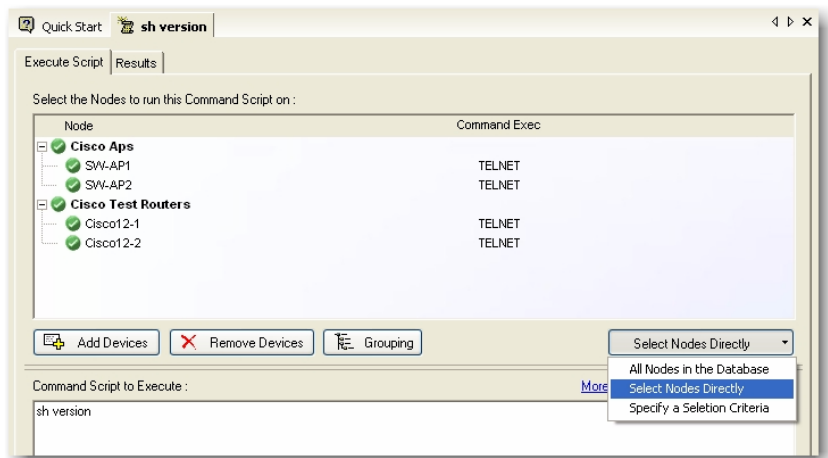 Quick Start sh version
Execute Script Results
Select the Nodes to run this Command Script on :
Node Command Exec
Cisco Aps
SW-AP1 TELNET
SW-AP2 TELNET
Cisco Test Routers
Cisco12-1 TELNET
Cisco12-2 TELNET
Add Devices Remove Devices Grouping Select Nodes Directly
All Nodes in the Database
Select Nodes Directly
Specify a Seletion Criteria
Command Script to Execute : More
sh version